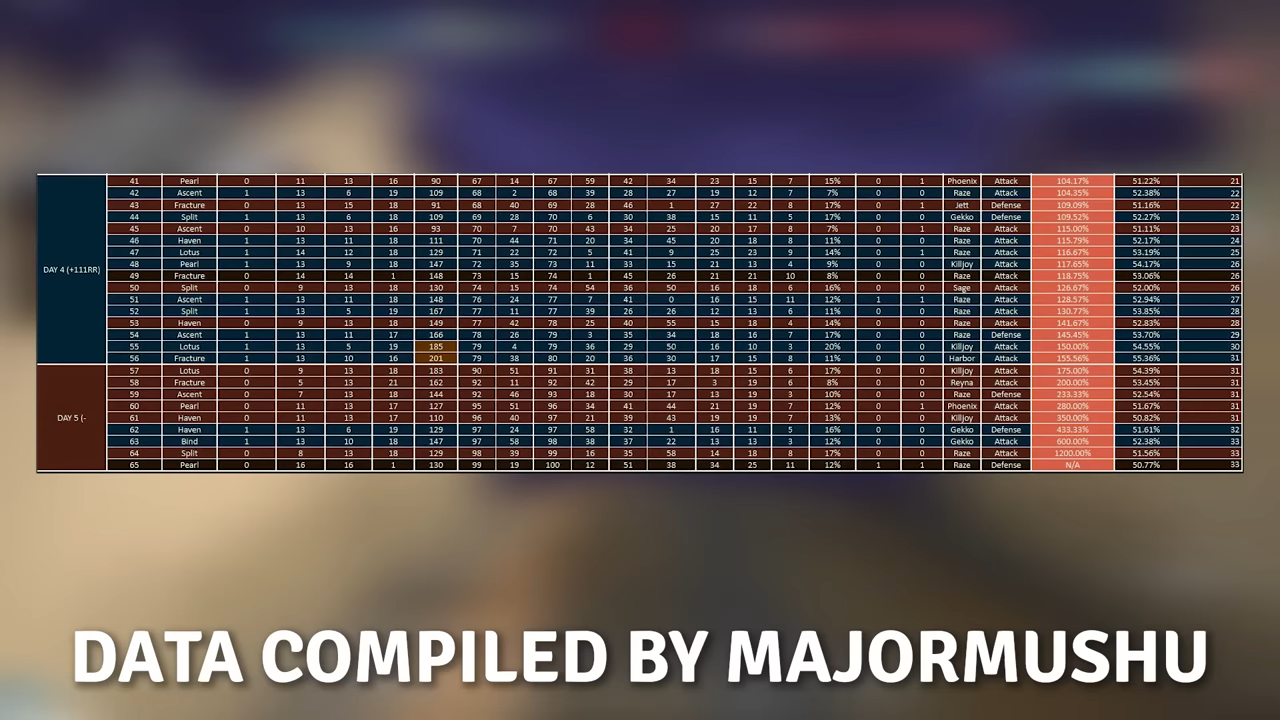 41 Pearl 0 11 13 16 90 67 14 67 59 42 34 23 15 7 15% 0 1 Phoenix Attack 104.17% 51.22% 21
42 Ascent 1 13 6 19 109 68 2 68 39 28 27 19 12 7 7% 0 0 Raze Attack 104.35% 52.38% 22
43 Fracture 0 13 15 18 91 68 40 69 28 46 1 27 22 8 17% 0 1 Jett Defense 109.09% 51.16% 22
44 Split 1 13 6 18 109 69 28 70 6 30 38 15 11 5 17% 0 0 Gekko Defense 109.52% 52.27% 23
45 Ascent 0 10 13 16 93 70 7 70 43 34 25 20 17 8 7% 0 1 Raze Attack 115.00% 51.11% 23
46 Haven 1 13 11 18 111 70 44 71 20 34 45 20 18 8 11% 0 0 Raze Attack 115.79% 52.17% 24
47 Lotus 1 14 12 18 129 71 22 72 5 41 9 25 23 9 14% 0 1 Raze Attack 116.67% 53.19% 25
DAY 4 (+111RR) 48 Pearl 1 13 9 18 147 72 35 73 11 33 15 21 13 4 9% 0 0 Killjoy Attack 117.65% 54.17% 26
49 Fracture 0 14 14 1 148 73 15 74 1 45 26 21 21 10 8% 0 0 Raze Attack 118.75% 53.06% 26
50 Split 0 9 13 18 130 74 15 74 54 36 50 16 18 6 16% 0 0 Sage Attack 126.67% 52.00% 26
51 Ascent 1 13 11 18 148 76 24 77 7 41 0 16 15 11 12% 1 1 Raze Attack 128.57% 52.94% 27
52 Split 1 13 5 19 167 77 11 77 39 26 26 12 13 6 11% 0 0 Raze Attack 130.77% 53.85% 28
53 Haven 0 9 13 18 149 77 42 78 25 40 55 15 18 4 14% 0 0 Raze Attack 141.67% 52.83% 28
54 Ascent 1 13 11 17 166 78 26 79 3 35 34 18 16 7 17% 0 0 Raze Defense 145.45% 53.70% 29
55 Lotus 1 13 5 19 185 79 4 79 36 29 50 16 10 3 20% 0 0 Killjoy Attack 150.00% 54.55% 30
56 Fracture 1 13 10 16 201 79 38 80 20 36 30 17 15 8 11% 0 0 Harbor Attack 155.56% 55.36% 31
57 Lotus 0 9 13 18 183 90 51 91 31 38 13 18 15 6 17% 0 0 Killjoy Attack 175.00% 54.39% 31
58 Fracture 0 5 13 21 162 92 11 92 42 29 17 3 19 6 8% 0 0 Reyna Attack 200.00% 53.45% 31
59 Ascent 0 7 13 18 144 92 46 93 18 30 17 13 19 3 10% 0 0 Raze Defense 233.33% 52.54% 31
60 Pearl 0 11 13 17 127 95 51 96 34 41 44 21 19 7 12% 0 1 Phoenix Attack 280.00% 51.67% 31
DAY 5 (- 61 Haven 0 11 13 17 110 96 40 97 21 39 43 19 19 7 13% 0 0 Killjoy Attack 350.00% 50.82% 31
62 Haven 1 13 13 19 129 97 24 97 58 32 1 16 11 5 16% 0 0 Gekko Defense 433.33% 51.61% 32
63 Bind 1 13 10 18 147 97 58 98 38 37 22 13 13 3 12% 0 0 Gekko Attack 600.00% 52.38% 33
64 Split 0 8 13 18 129 98 39 99 16 35 58 14 18 8 17% 0 0 Raze Attack 1200.00% 51.56% 33
65 Pearl 0 16 16 1 130 99 19 100 12 51 38 34 25 11 12% 1 1 Raze Defense N/A 50.77% 33
DATA COMPILED BY MAJORMUSHU